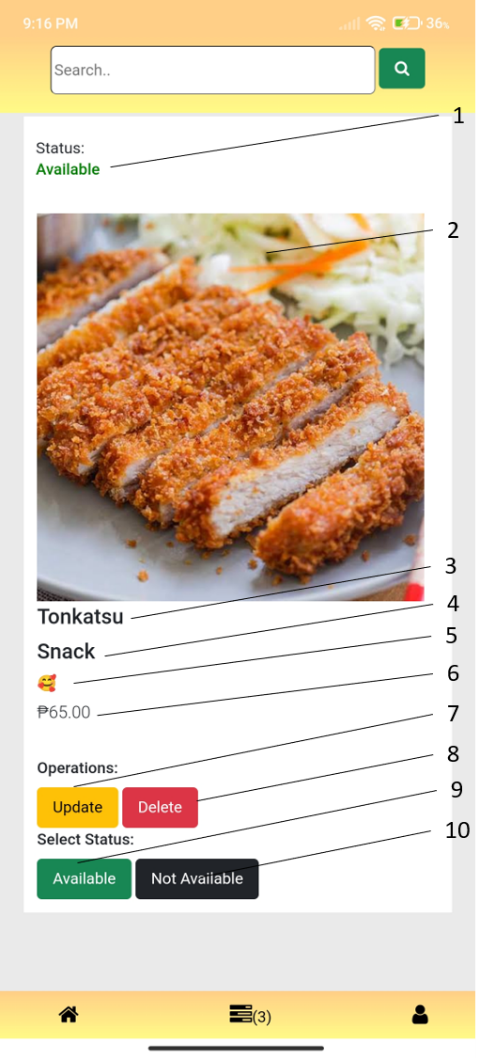 9:16 PM 36%
Search..
1
Status:
Available
2
3
Tonkatsu
4
Snack
5
🥰
6
₱65.00
7
Operations:
8
Update Delete
9
Select Status:
10
Available Not Available
(3)